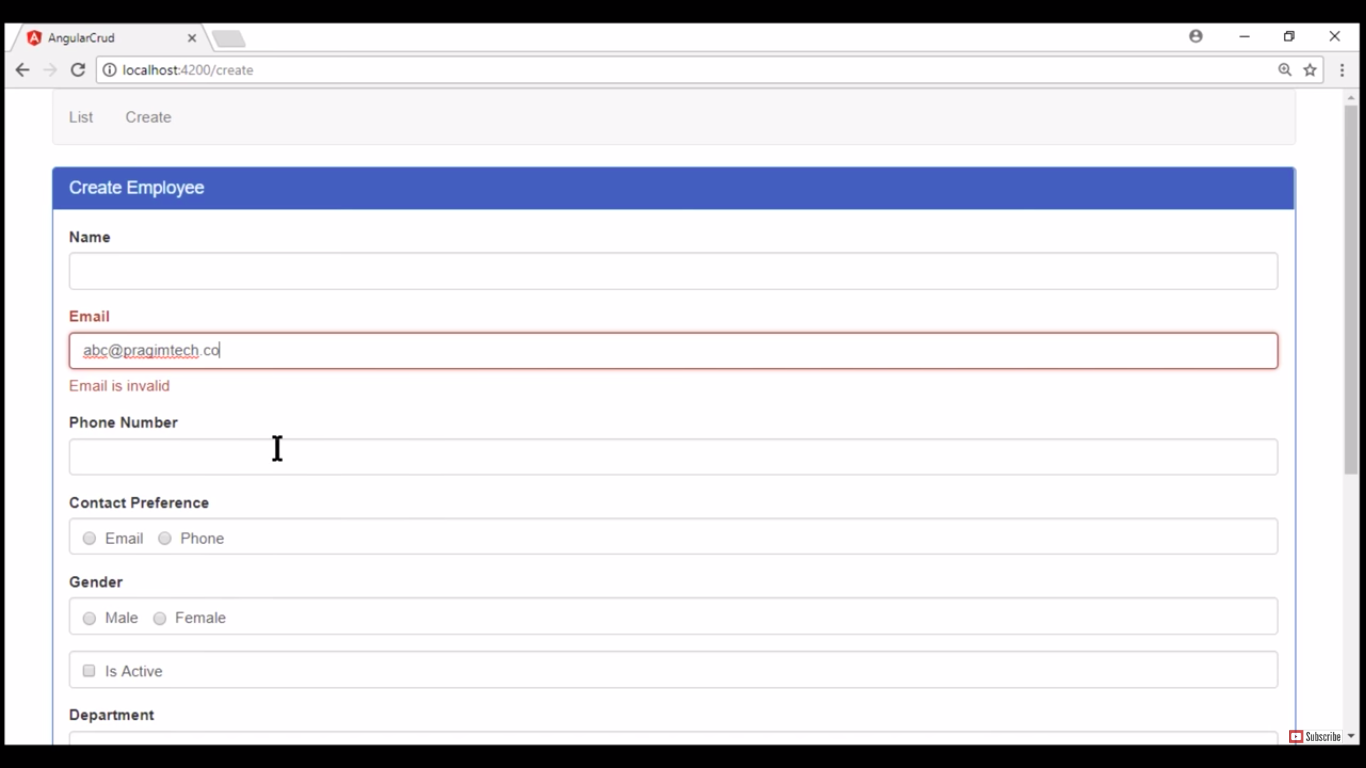 AngularCrud
localhost:4200/create
List Create
Create Employee
Name
Email
abc@pragimtech.co
Email is invalid
Phone Number
Contact Preference
Email Phone
Gender
Male Female
Is Active
Department
Subscribe